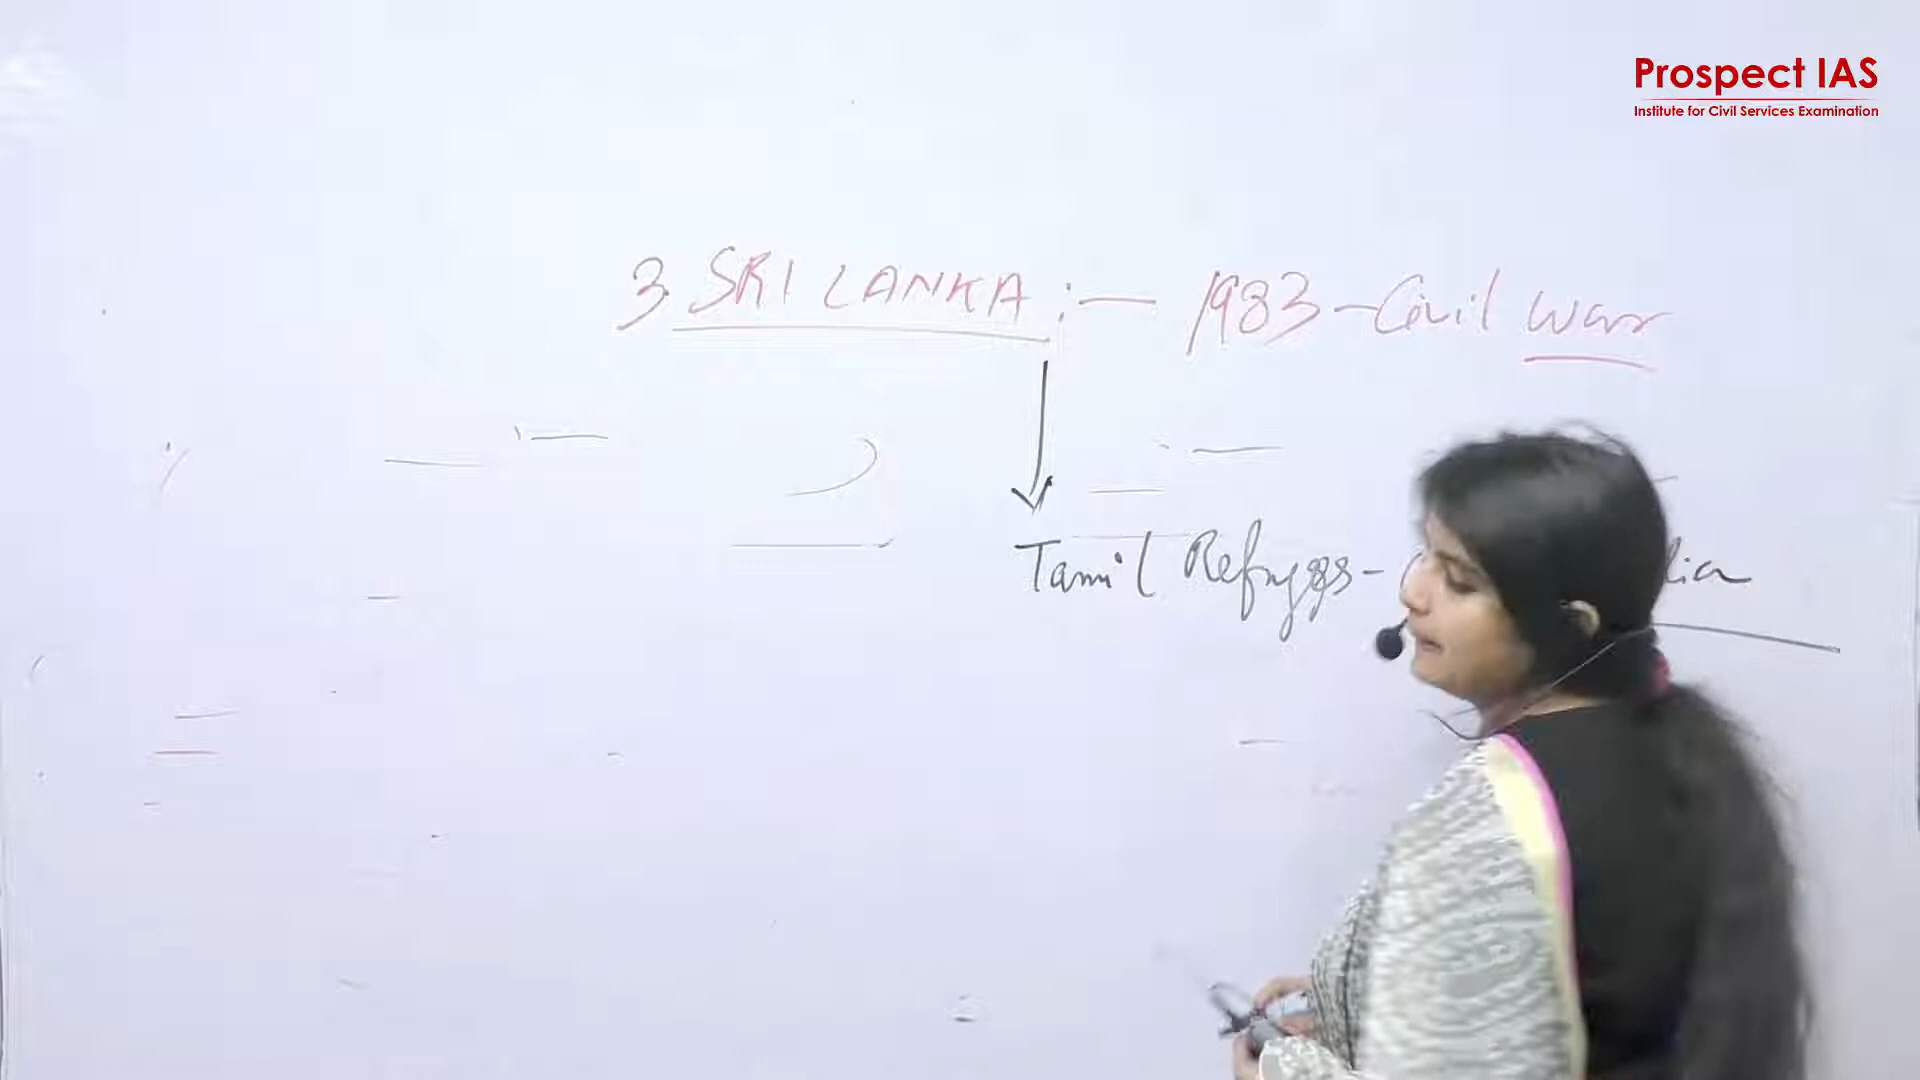 Prospect IAS
Institute for Civil Services Examination
3. SRI LANKA :— 1983 - Civil War
Tamil Refugees -